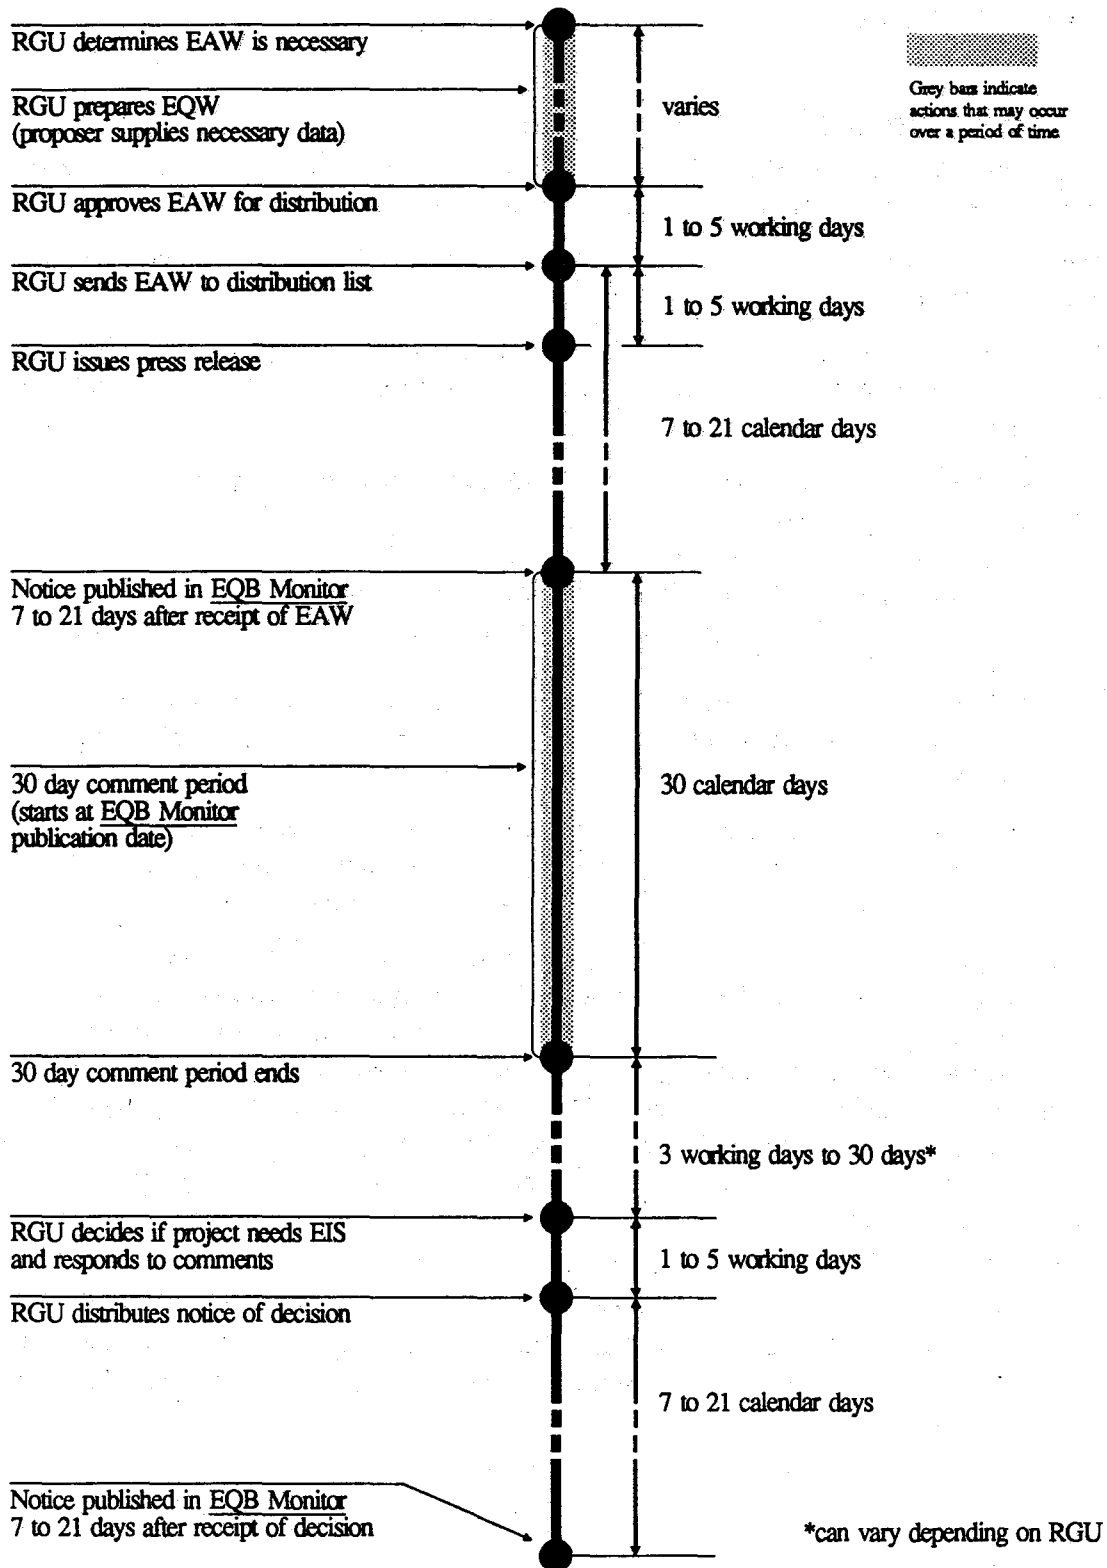 RGU determines EAW is necessary
Grey bars indicate
actions that may occur
over a period of time
RGU prepares EQW
(proposer supplies necessary data)
varies
RGU approves EAW for distribution
1 to 5 working days
RGU sends EAW to distribution list
1 to 5 working days
RGU issues press release
7 to 21 calendar days
Notice published in EQB Monitor
7 to 21 days after receipt of EAW
30 day comment period
(starts at EQB Monitor
publication date)
30 calendar days
30 day comment period ends
3 working days to 30 days*
RGU decides if project needs EIS
and responds to comments
1 to 5 working days
RGU distributes notice of decision
7 to 21 calendar days
Notice published in EQB Monitor
7 to 21 days after receipt of decision
*can vary depending on RGU